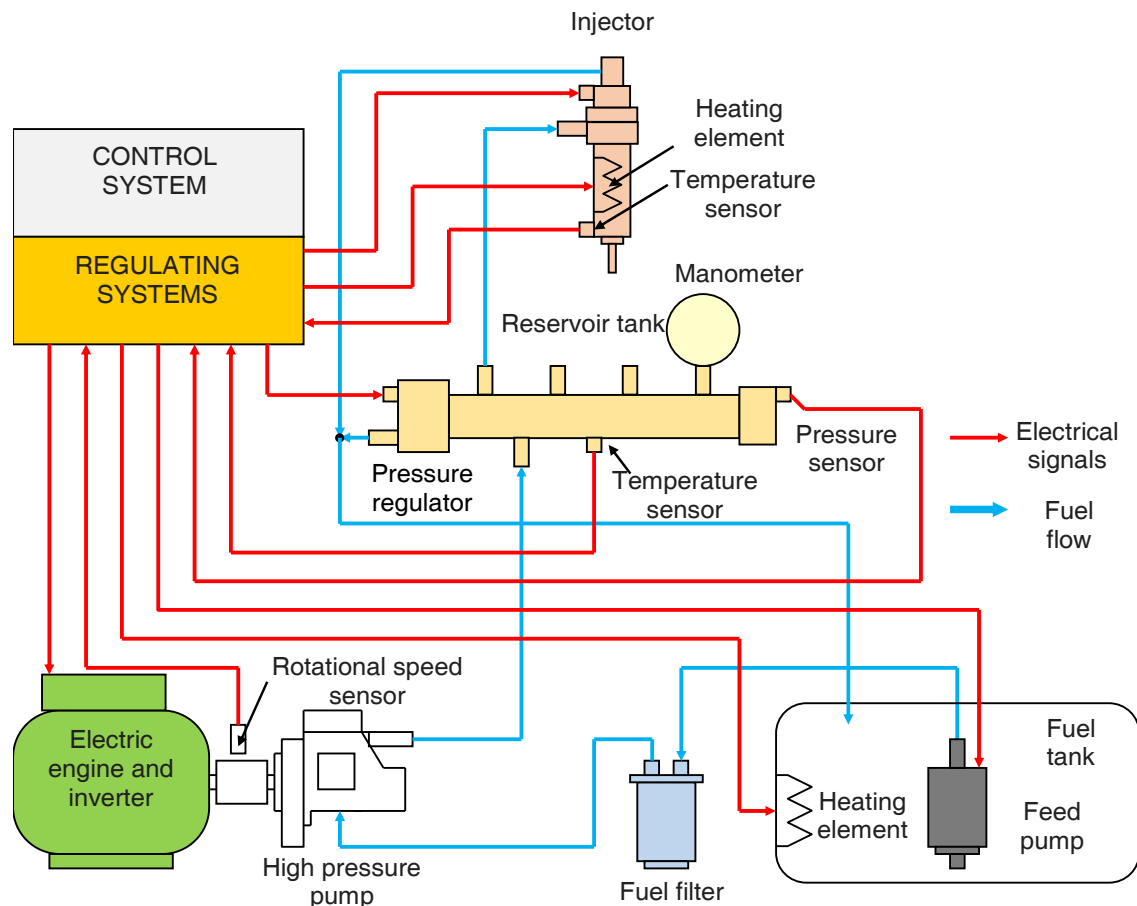 Injector
CONTROL
SYSTEM
REGULATING
SYSTEMS
Heating
element
Temperature
sensor
Manometer
Reservoir tank
Pressure
regulator
Temperature
sensor
Pressure
sensor
Electrical
signals
Fuel
flow
Rotational speed
sensor
Electric
engine and
inverter
High pressure
pump
Fuel filter
Heating
element
Fuel
tank
Feed
pump